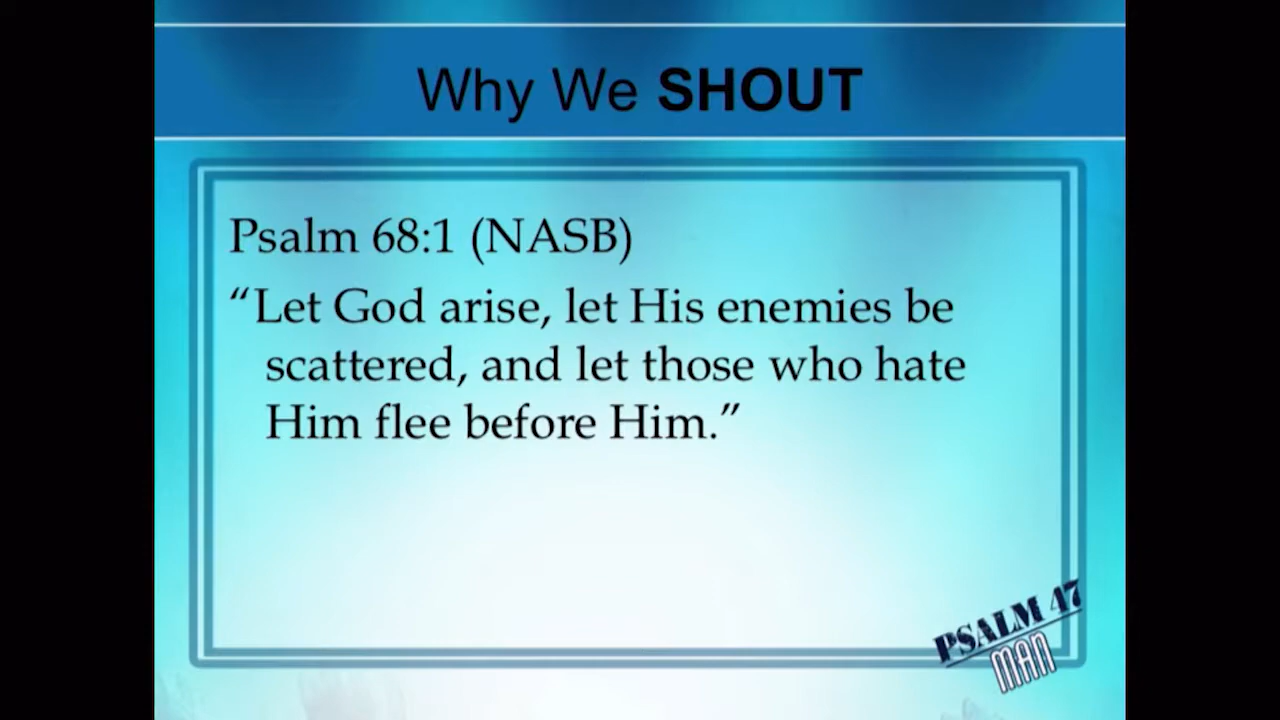 Why We SHOUT
Psalm 68:1 (NASB)
“Let God arise, let His enemies be
scattered, and let those who hate
Him flee before Him.”
PSALM 47
MAN